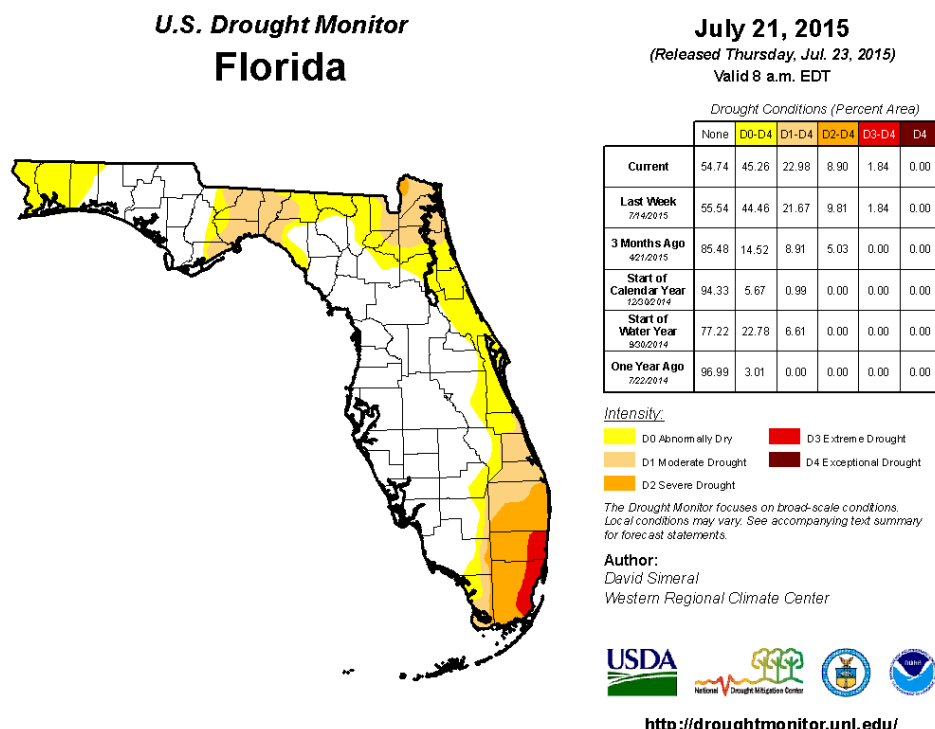 U.S. Drought Monitor
Florida
July 21, 2015
(Released Thursday, Jul. 23, 2015)
Valid 8 a.m. EDT
Drought Conditions (Percent Area)
None D0-D4 D1-D4 D2-D4 D3-D4 D4
Current 54.74 45.26 22.98 8.90 1.84 0.00
Last Week
7/14/2015 55.54 44.46 21.67 9.81 1.84 0.00
3 Months Ago
4/21/2015 85.48 14.52 8.91 5.03 0.00 0.00
Start of
Calendar Year
12/30/2014 94.33 5.67 0.99 0.00 0.00 0.00
Start of
Water Year
9/30/2014 77.22 22.78 6.61 0.00 0.00 0.00
One Year Ago
7/22/2014 96.99 3.01 0.00 0.00 0.00 0.00
Intensity:
D0 Abnormally Dry
D1 Moderate Drought
D2 Severe Drought
D3 Extreme Drought
D4 Exceptional Drought
The Drought Monitor focuses on broad-scale conditions.
Local conditions may vary. See accompanying text summary
for forecast statements.
Author:
David Simeral
Western Regional Climate Center
USDA
National Drought Mitigation Center
noaa
http://droughtmonitor.unl.edu/